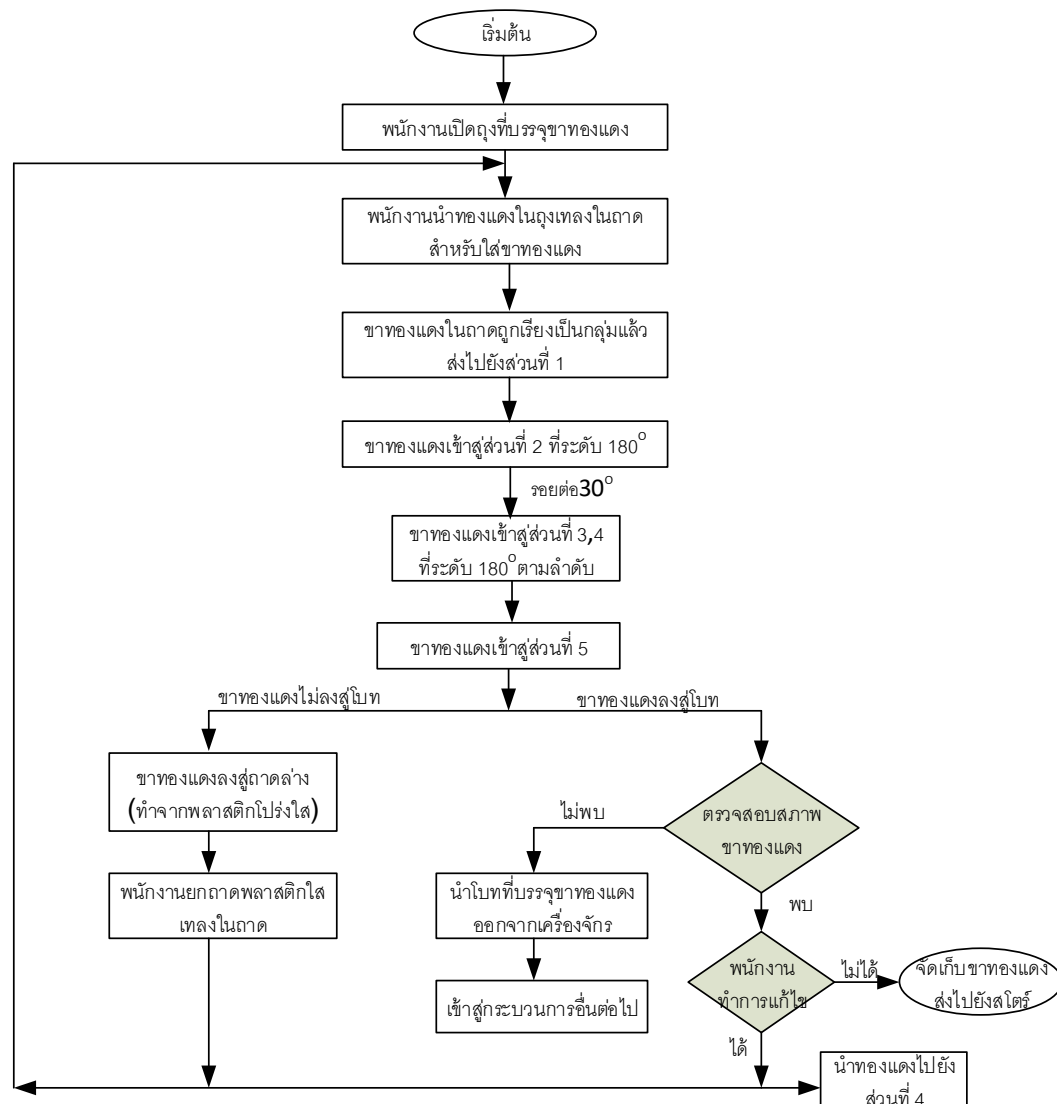 เริ่มต้น
พนักงานเปิดถุงที่บรรจุขาทองแดง
พนักงานนำทองแดงในถุงเทลงในถาด
สำหรับใส่ขาทองแดง
ขาทองแดงในถาดถูกเรียงเป็นกลุ่มแล้ว
ส่งไปยังส่วนที่ 1
ขาทองแดงเข้าสู่ส่วนที่ 2 ที่ระดับ 180°
รอยต่อ30°
ขาทองแดงเข้าสู่ส่วนที่ 3,4
ที่ระดับ 180°ตามลำดับ
ขาทองแดงเข้าสู่ส่วนที่ 5
ขาทองแดงไม่ลงสู่โบท
ขาทองแดงลงสู่โบท
ขาทองแดงลงสู่ถาดล่าง
(ทำจากพลาสติกโปร่งใส)
พนักงานยกถาดพลาสติกใส
เทลงในถาด
ตรวจสอบสภาพ
ขาทองแดง
ไม่พบ
นำโบทที่บรรจุขาทองแดง
ออกจากเครื่องจักร
เข้าสู่กระบวนการอื่นต่อไป
พบ
พนักงาน
ทำการแก้ไข
ไม่ได้
จัดเก็บขาทองแดง
ส่งไปยังสโตร์
ได้
นำทองแดงไปยัง
ส่วนที่ 4